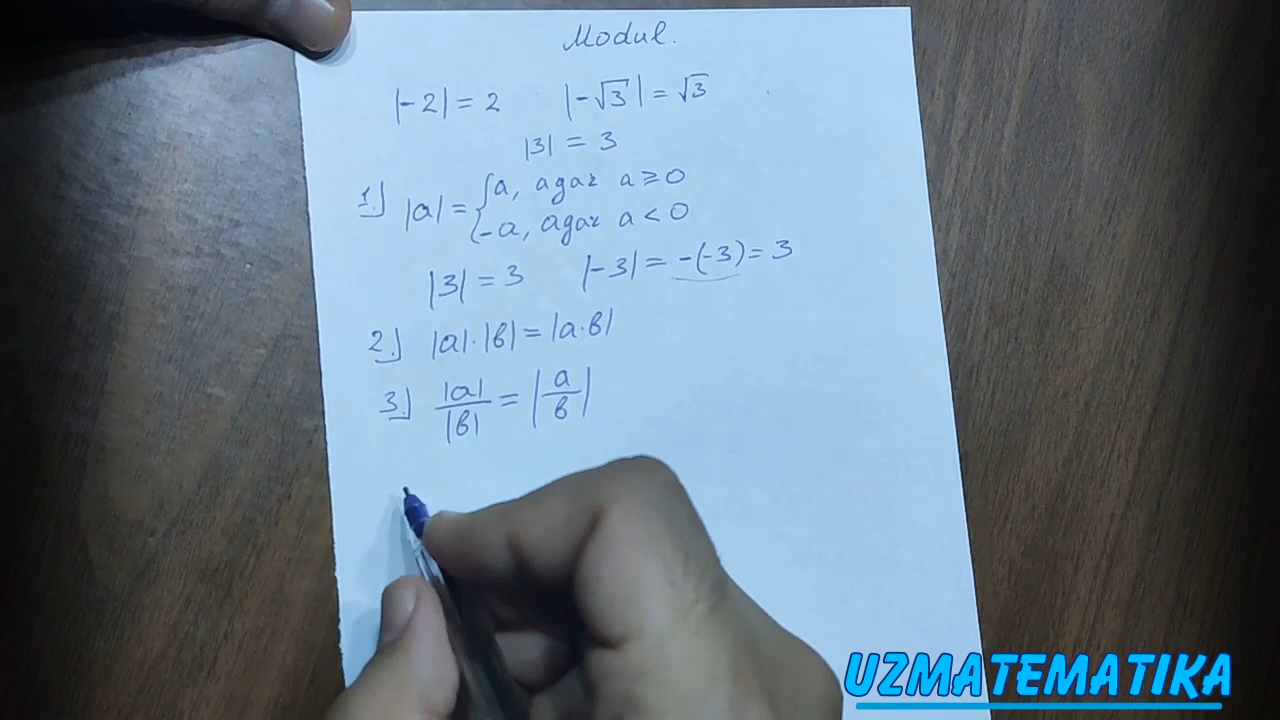 Modul.
|-2| = 2   |-√3| = √3
|3| = 3
1.) |a| = { a, agar a ≥ 0
-a, agar a < 0
|3| = 3   |-3| = -(-3) = 3
2.) |a|·|в| = |a·в|
3.) |a|/|в| = |a/в|
UZMATEMATIKA